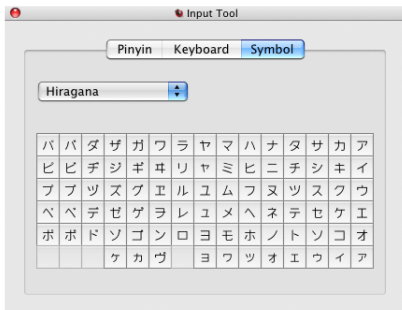 Input Tool
Pinyin Keyboard Symbol
Hiragana
パ バ ダ ザ ガ ワ ラ ヤ マ ハ ナ タ サ カ ア
ピ ビ ヂ ジ ギ ヰ リ ャ ミ ヒ ニ チ シ キ イ
プ ブ ヅ ズ グ ヱ ル ユ ム フ ヌ ツ ス ク ウ
ペ ベ デ ゼ ゲ ヲ レ ュ メ ヘ ネ テ セ ケ エ
ポ ボ ド ゾ ゴ ン ロ ヨ モ ホ ノ ト ソ コ オ
ヶ ヵ ヴ ョ ヮ ッ ォ ェ ゥ ィ ァ